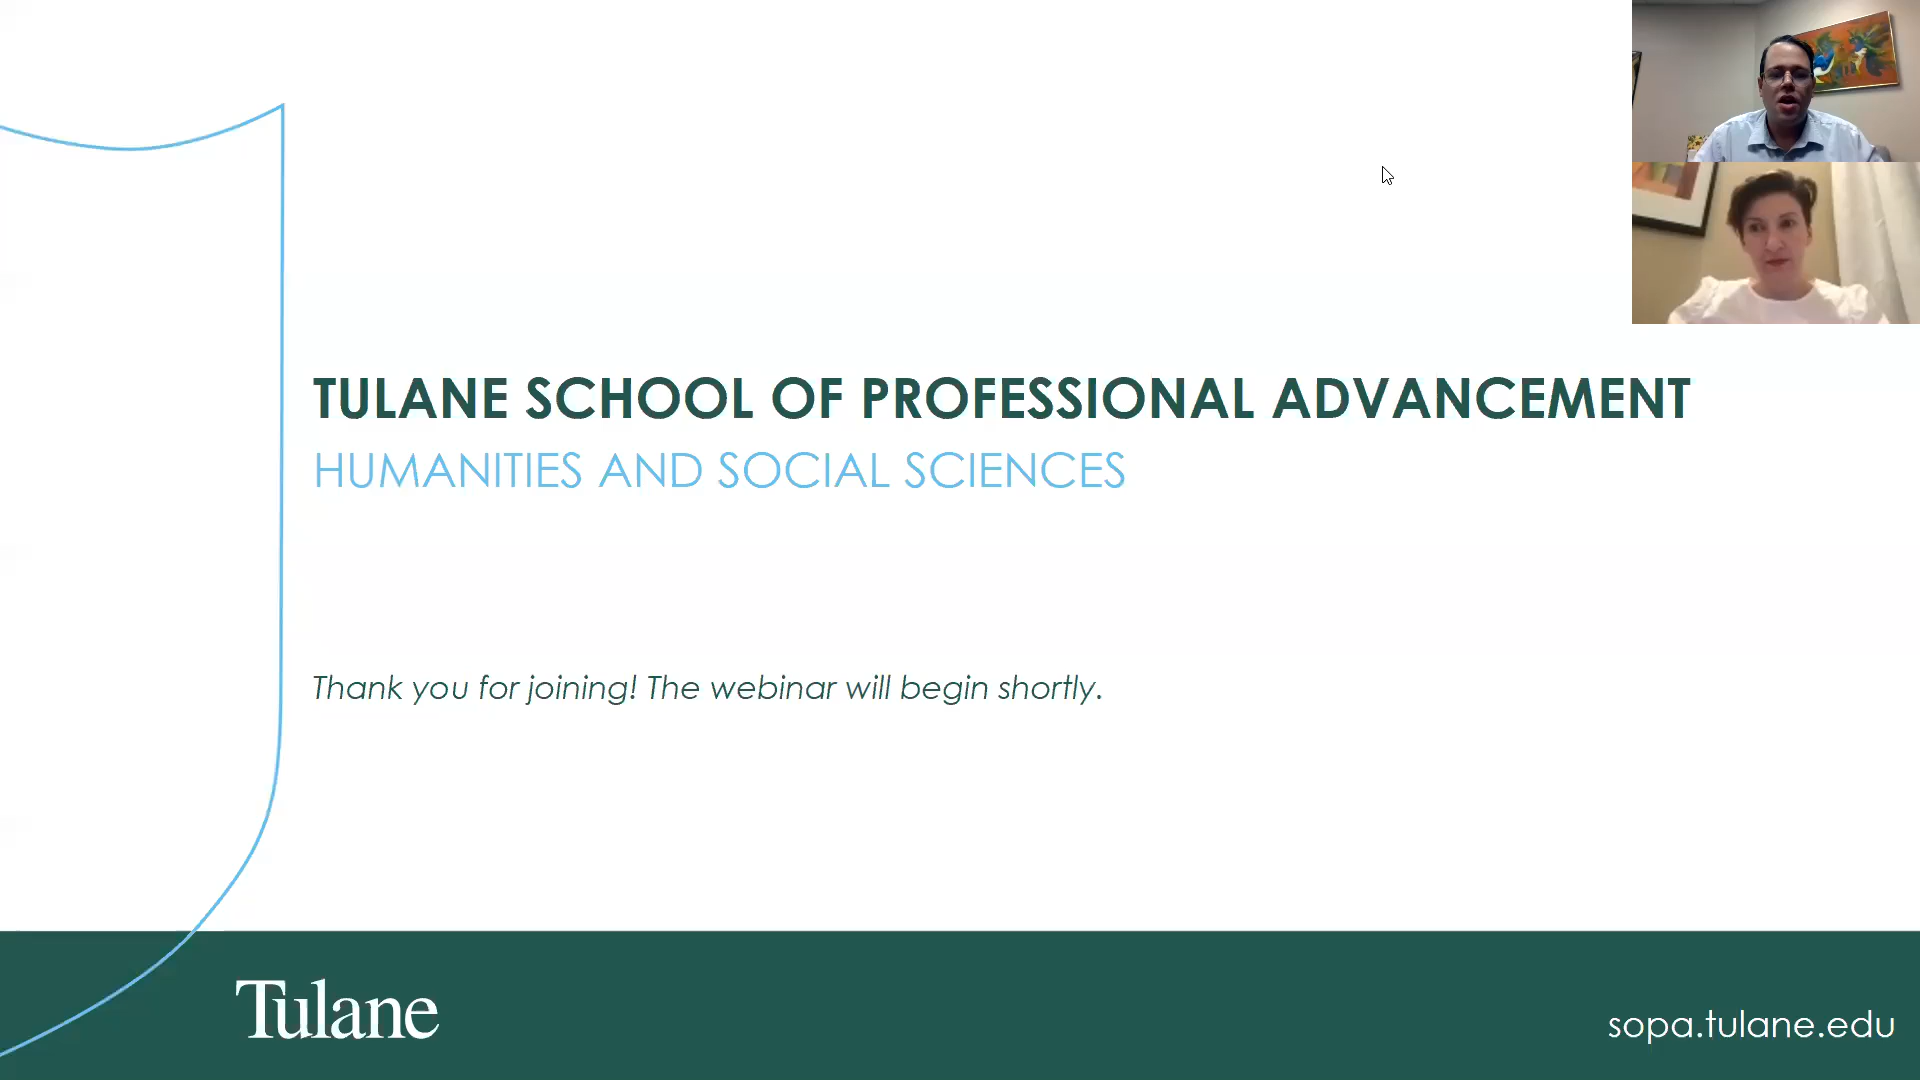 TULANE SCHOOL OF PROFESSIONAL ADVANCEMENT
HUMANITIES AND SOCIAL SCIENCES
Thank you for joining! The webinar will begin shortly.
Tulane
sopa.tulane.edu